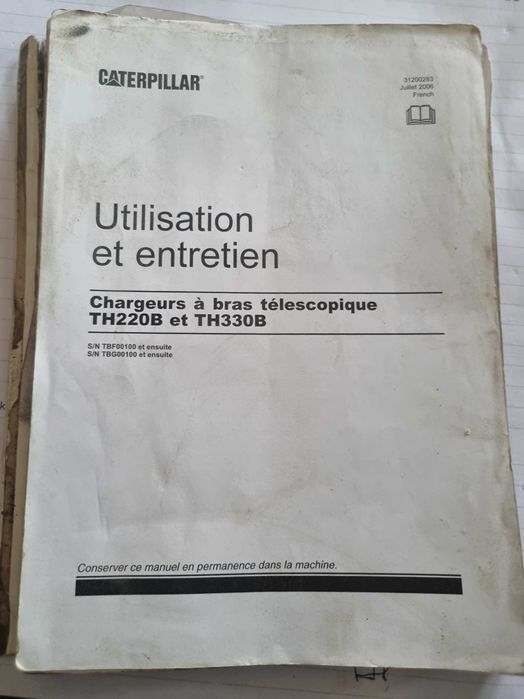 CATERPILLAR®
31200283
Juillet 2006
French
Utilisation
et entretien
Chargeurs à bras télescopique
TH220B et TH330B
S/N TBF00100 et ensuite
S/N TBG00100 et ensuite
Conserver ce manuel en permanence dans la machine.